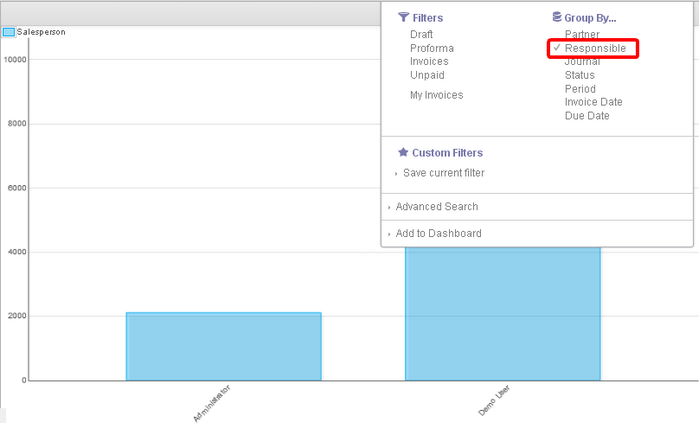 Salesperson
10000
8000
6000
4000
2000
0
Administrator
Demo User
Filters
Draft
Proforma
Invoices
Unpaid
My Invoices
Group By...
Partner
Responsible
Journal
Status
Period
Invoice Date
Due Date
Custom Filters
Save current filter
Advanced Search
Add to Dashboard